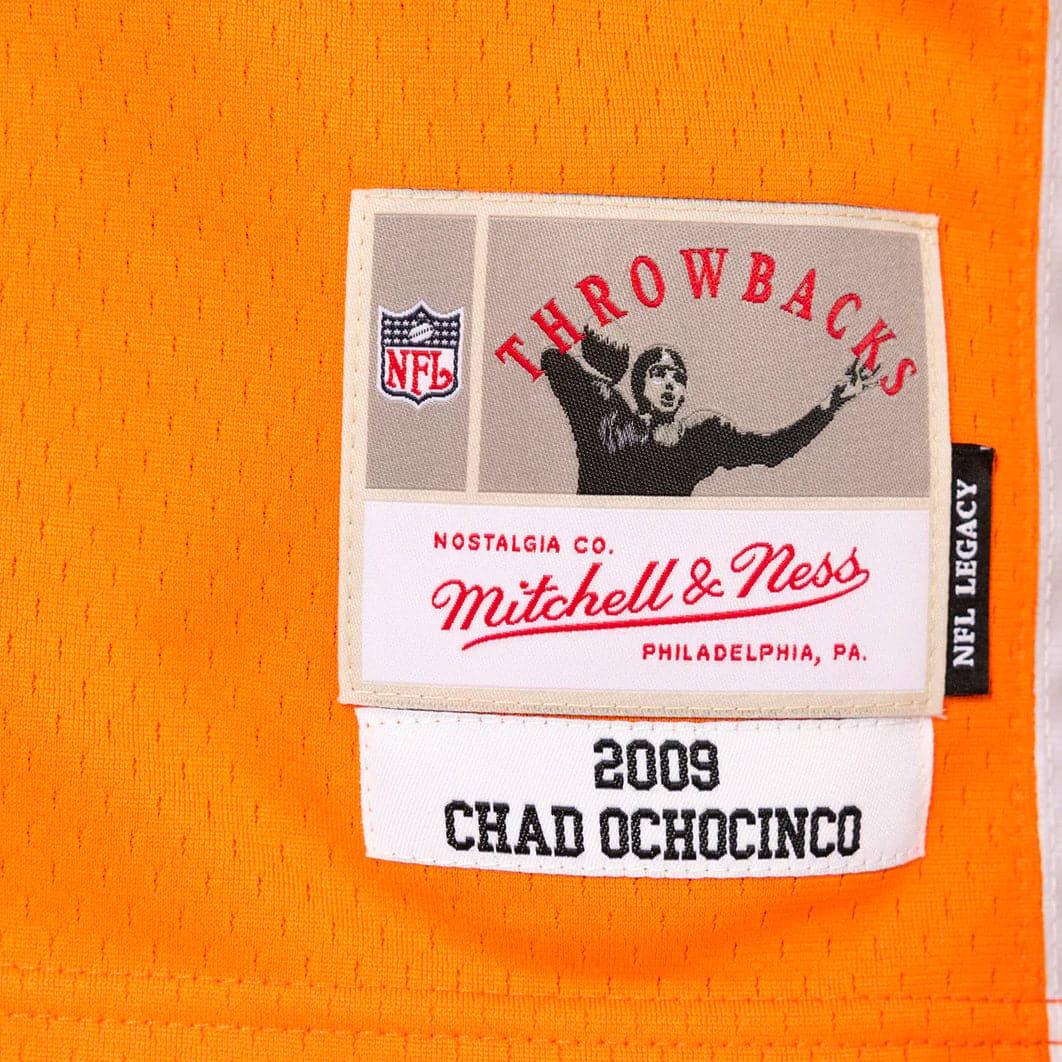 THROWBACKS
NFL
NOSTALGIA CO.
Mitchell & Ness
PHILADELPHIA, PA.
NFL LEGACY
2009
CHAD OCHOCINCO